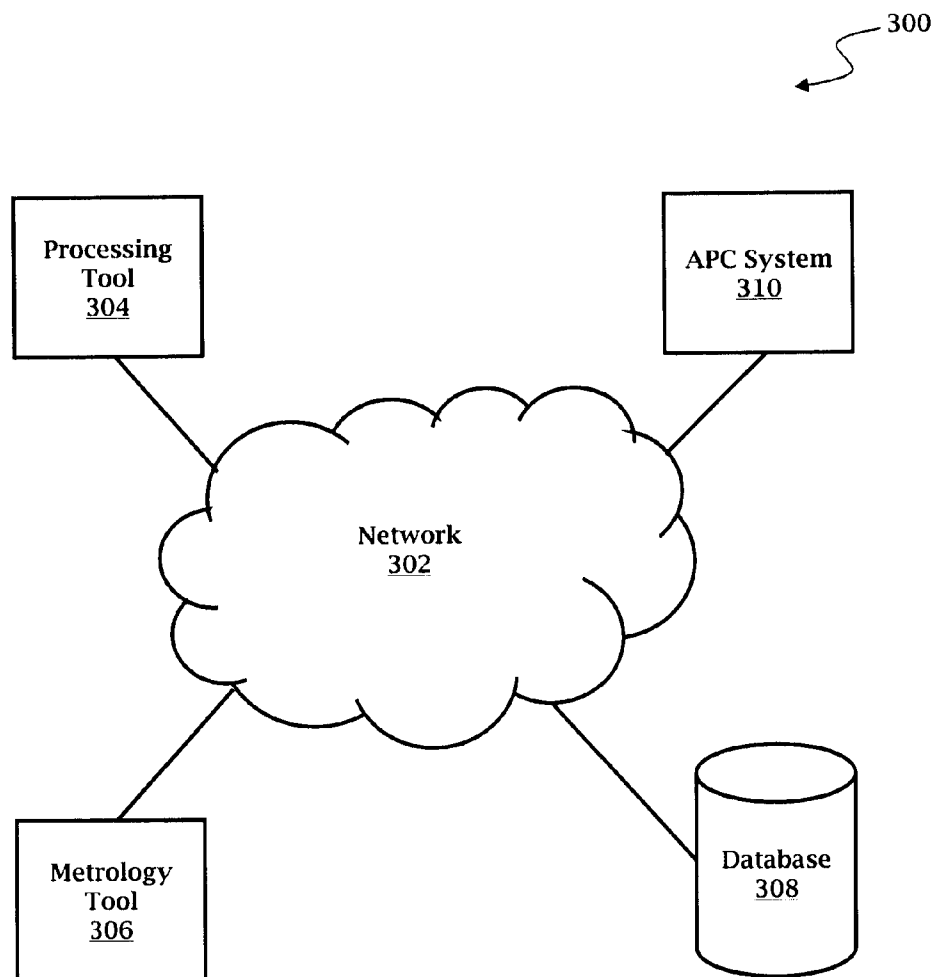 300
Processing
Tool
304
APC System
310
Network
302
Metrology
Tool
306
Database
308